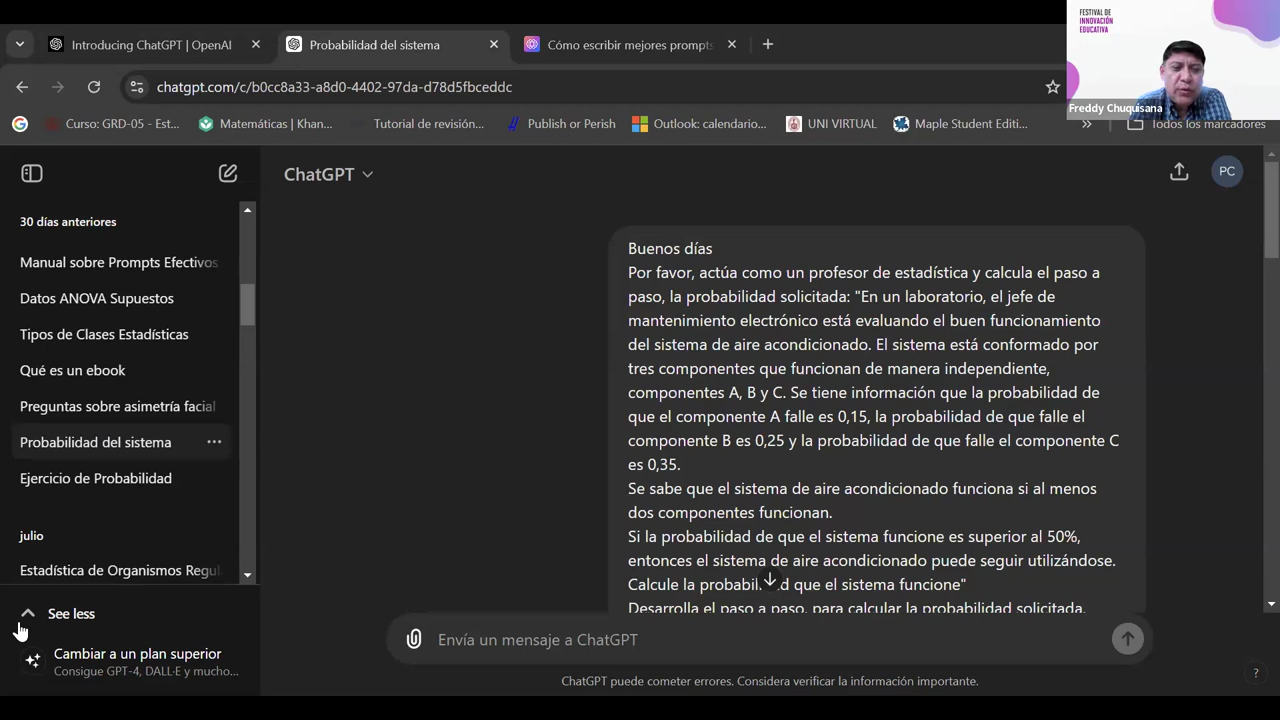 Introducing ChatGPT | OpenAI
Probabilidad del sistema
Cómo escribir mejores prompts
FESTIVAL DE
INNOVACIÓN
EDUCATIVA
Freddy Chuquisana
chatgpt.com/c/b0cc8a33-a8d0-4402-97da-d78d5fbceddc
Curso: GRD-05 - Est...
Matemáticas | Khan...
Tutorial de revisión...
Publish or Perish
Outlook: calendario...
UNI VIRTUAL
Maple Student Editi...
Todos los marcadores
ChatGPT
PC
30 días anteriores
Manual sobre Prompts Efectivos
Datos ANOVA Supuestos
Tipos de Clases Estadísticas
Qué es un ebook
Preguntas sobre asimetría facial
Probabilidad del sistema
Ejercicio de Probabilidad
julio
Estadística de Organismos Regul
See less
Cambiar a un plan superior
Consigue GPT-4, DALL·E y mucho...
Buenos días
Por favor, actúa como un profesor de estadística y calcula el paso a
paso, la probabilidad solicitada: "En un laboratorio, el jefe de
mantenimiento electrónico está evaluando el buen funcionamiento
del sistema de aire acondicionado. El sistema está conformado por
tres componentes que funcionan de manera independiente,
componentes A, B y C. Se tiene información que la probabilidad de
que el componente A falle es 0,15, la probabilidad de que falle el
componente B es 0,25 y la probabilidad de que falle el componente C
es 0,35.
Se sabe que el sistema de aire acondicionado funciona si al menos
dos componentes funcionan.
Si la probabilidad de que el sistema funcione es superior al 50%,
entonces el sistema de aire acondicionado puede seguir utilizándose.
Calcule la probabilidad que el sistema funcione"
Desarrolla el paso a paso, para calcular la probabilidad solicitada.
Envía un mensaje a ChatGPT
ChatGPT puede cometer errores. Considera verificar la información importante.
?